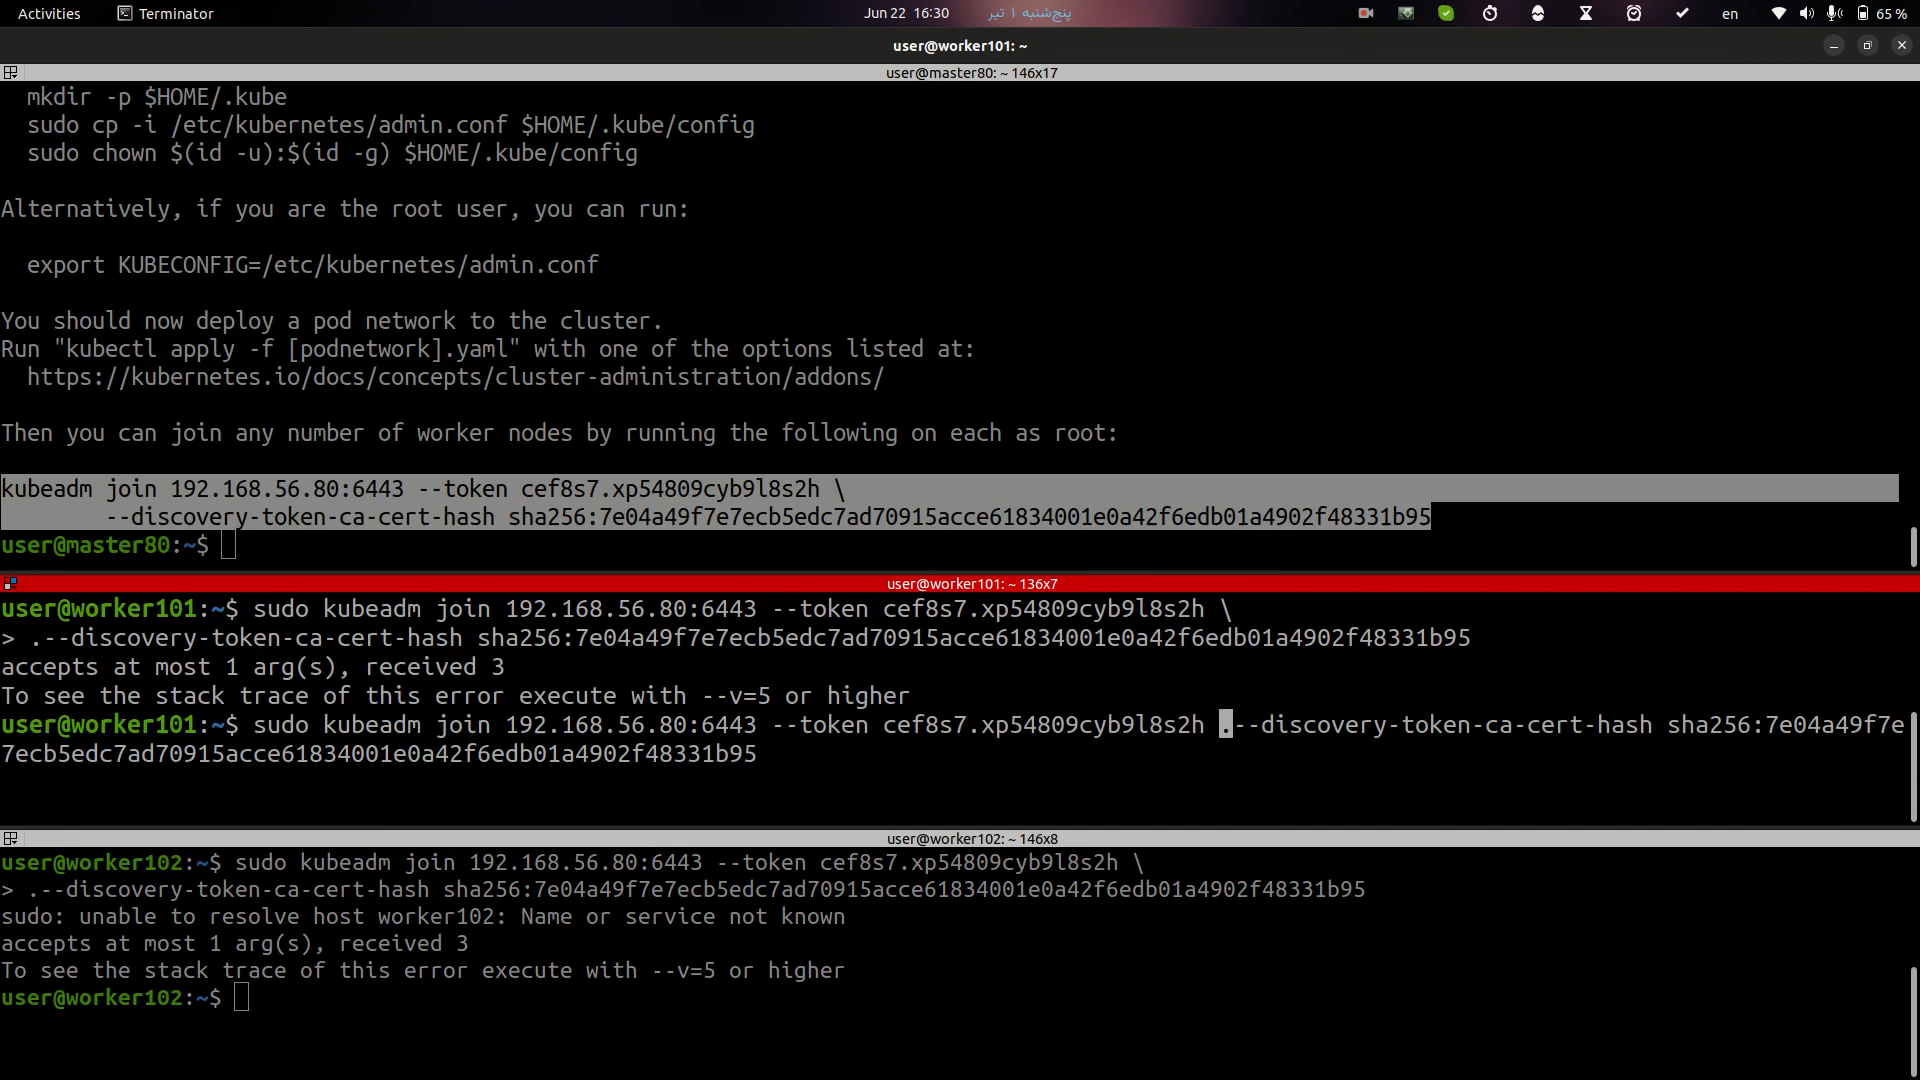 Activities Terminator Jun 22 16:30 پنج‌شنبه ۱ تیر en 65 %
user@worker101: ~
user@master80: ~ 146x17
mkdir -p $HOME/.kube
sudo cp -i /etc/kubernetes/admin.conf $HOME/.kube/config
sudo chown $(id -u):$(id -g) $HOME/.kube/config
Alternatively, if you are the root user, you can run:
export KUBECONFIG=/etc/kubernetes/admin.conf
You should now deploy a pod network to the cluster.
Run "kubectl apply -f [podnetwork].yaml" with one of the options listed at:
https://kubernetes.io/docs/concepts/cluster-administration/addons/
Then you can join any number of worker nodes by running the following on each as root:
kubeadm join 192.168.56.80:6443 --token cef8s7.xp54809cyb9l8s2h \
--discovery-token-ca-cert-hash sha256:7e04a49f7e7ecb5edc7ad70915acce61834001e0a42f6edb01a4902f48331b95
user@master80:~$
user@worker101: ~ 136x7
user@worker101:~$ sudo kubeadm join 192.168.56.80:6443 --token cef8s7.xp54809cyb9l8s2h \
> .--discovery-token-ca-cert-hash sha256:7e04a49f7e7ecb5edc7ad70915acce61834001e0a42f6edb01a4902f48331b95
accepts at most 1 arg(s), received 3
To see the stack trace of this error execute with --v=5 or higher
user@worker101:~$ sudo kubeadm join 192.168.56.80:6443 --token cef8s7.xp54809cyb9l8s2h .--discovery-token-ca-cert-hash sha256:7e04a49f7e
7ecb5edc7ad70915acce61834001e0a42f6edb01a4902f48331b95
user@worker102: ~ 146x8
user@worker102:~$ sudo kubeadm join 192.168.56.80:6443 --token cef8s7.xp54809cyb9l8s2h \
> .--discovery-token-ca-cert-hash sha256:7e04a49f7e7ecb5edc7ad70915acce61834001e0a42f6edb01a4902f48331b95
sudo: unable to resolve host worker102: Name or service not known
accepts at most 1 arg(s), received 3
To see the stack trace of this error execute with --v=5 or higher
user@worker102:~$